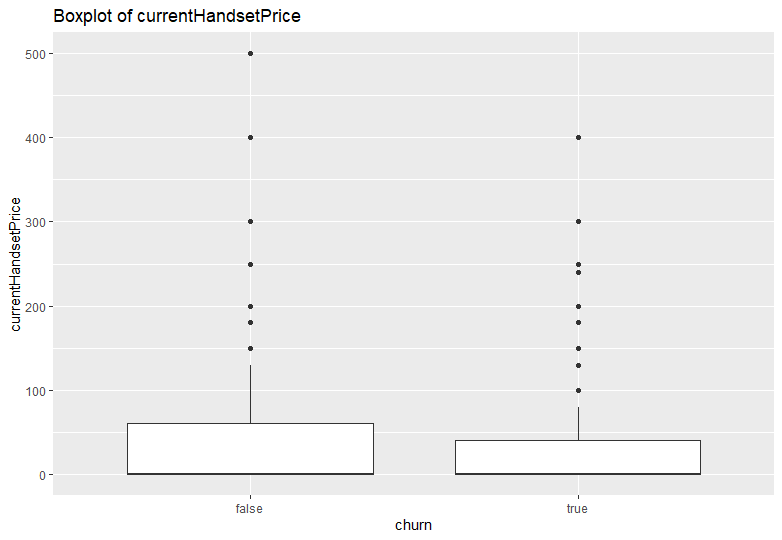 Boxplot of currentHandsetPrice
500
400
300
200
100
0
currentHandsetPrice
false
true
churn